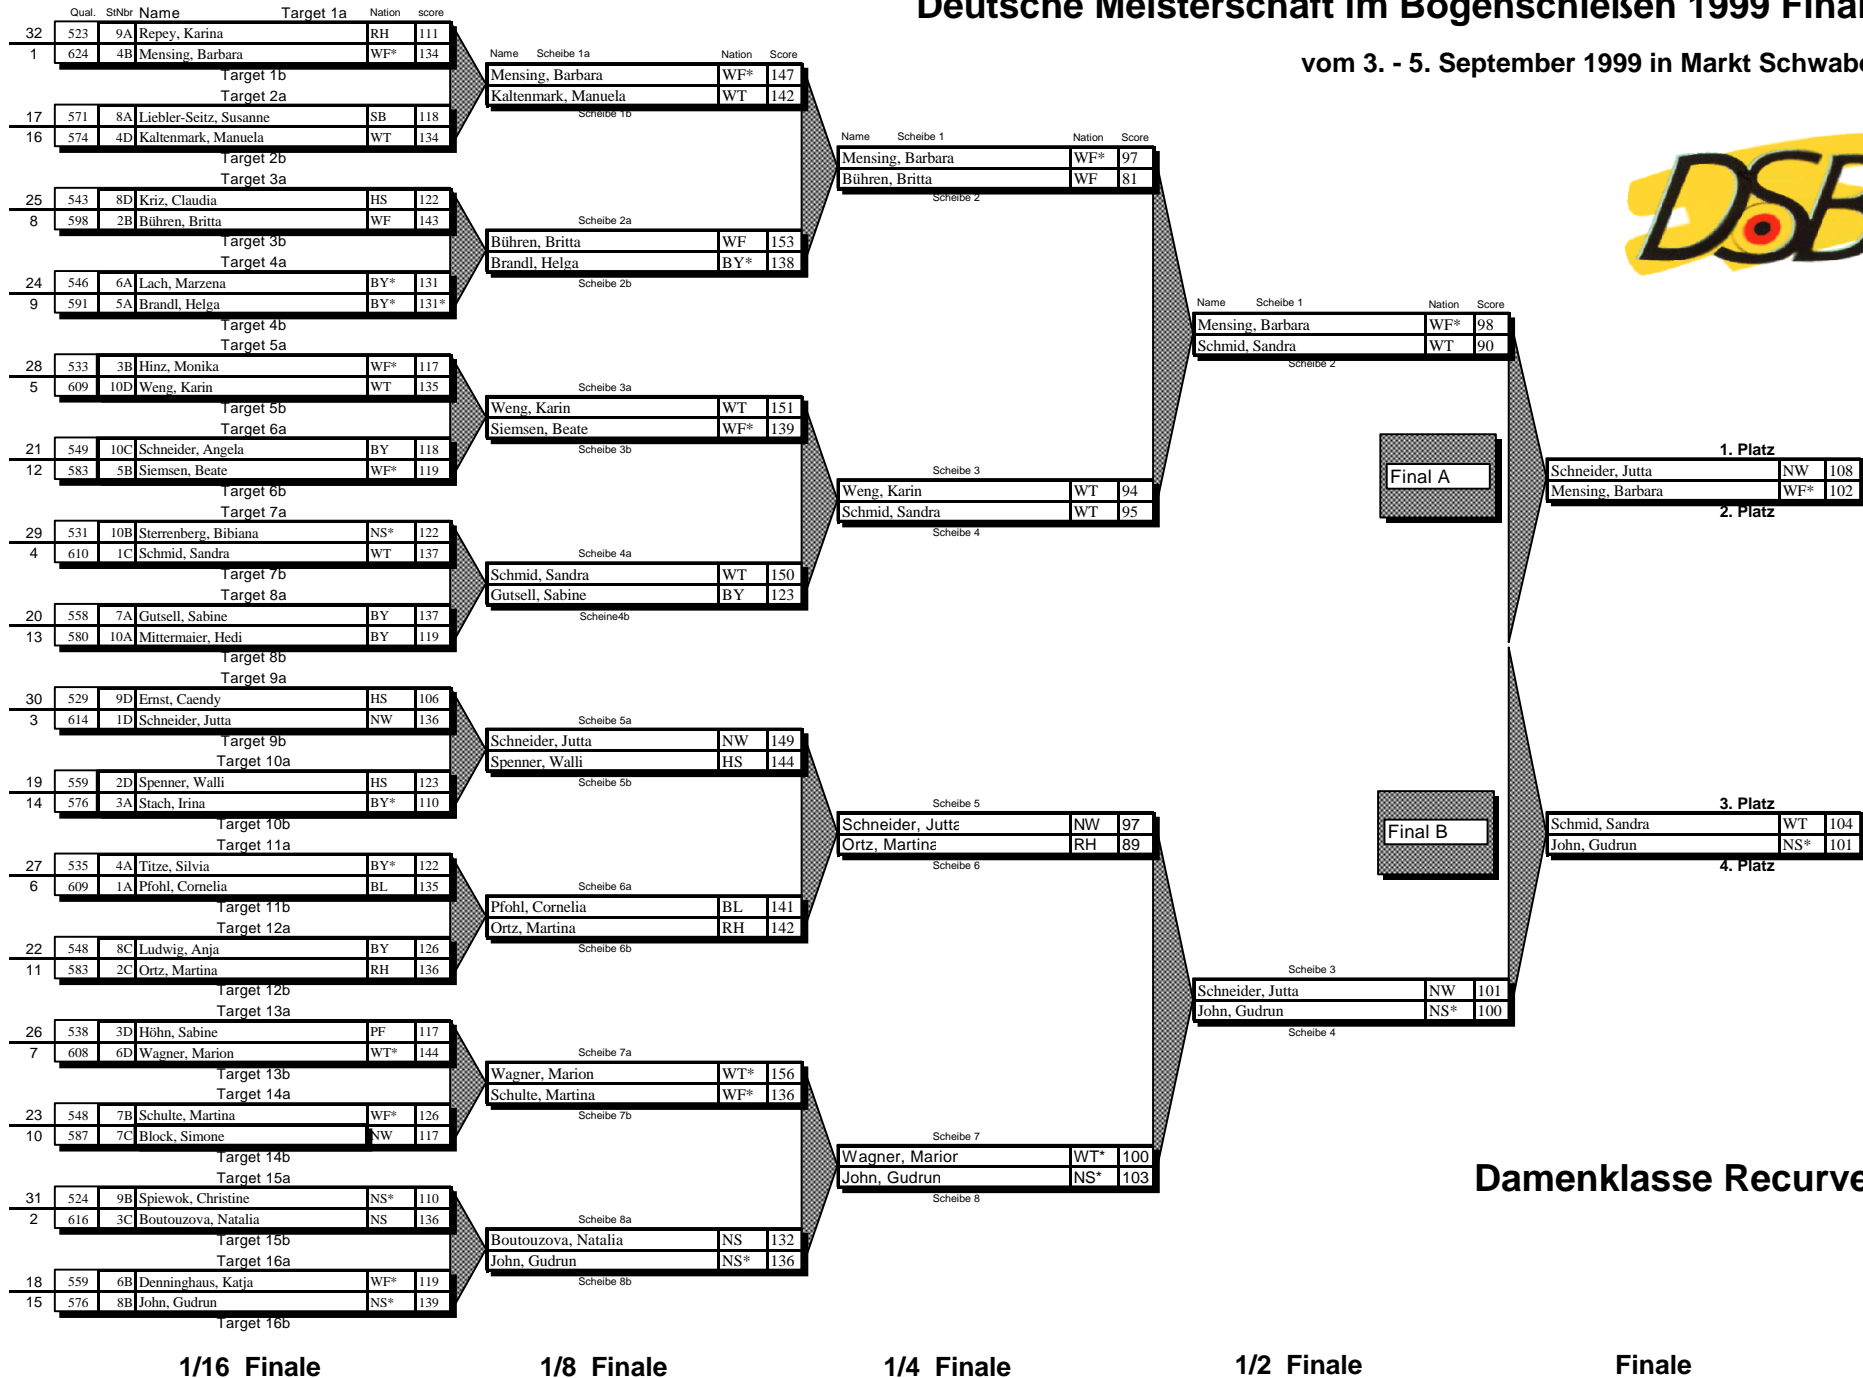 Deutsche Meisterschaft im Bogenschießen 1999 Final
vom 3. - 5. September 1999 in Markt Schwabe
DSB
Qual. StNbr Name Target 1a Nation score
32 523 9A Repey, Karina RH 111
1 624 4B Mensing, Barbara WF* 134
Target 1b
Target 2a
17 571 8A Liebler-Seitz, Susanne SB 118
16 574 4D Kaltenmark, Manuela WT 134
Target 2b
Target 3a
25 543 8D Kriz, Claudia HS 122
8 598 2B Bühren, Britta WF 143
Target 3b
Target 4a
24 546 6A Lach, Marzena BY* 131
9 591 5A Brandl, Helga BY* 131*
Target 4b
Target 5a
28 533 3B Hinz, Monika WF* 117
5 609 10D Weng, Karin WT 135
Target 5b
Target 6a
21 549 10C Schneider, Angela BY 118
12 583 5B Siemsen, Beate WF* 119
Target 6b
Target 7a
29 531 10B Sterrenberg, Bibiana NS* 122
4 610 1C Schmid, Sandra WT 137
Target 7b
Target 8a
20 558 7A Gutsell, Sabine BY 137
13 580 10A Mittermaier, Hedi BY 119
Target 8b
Target 9a
30 529 9D Ernst, Caendy HS 106
3 614 1D Schneider, Jutta NW 136
Target 9b
Target 10a
19 559 2D Spenner, Walli HS 123
14 576 3A Stach, Irina BY* 110
Target 10b
Target 11a
27 535 4A Titze, Silvia BY* 122
6 609 1A Pfohl, Cornelia BL 135
Target 11b
Target 12a
22 548 8C Ludwig, Anja BY 126
11 583 2C Ortz, Martina RH 136
Target 12b
Target 13a
26 538 3D Höhn, Sabine PF 117
7 608 6D Wagner, Marion WT* 144
Target 13b
Target 14a
23 548 7B Schulte, Martina WF* 126
10 587 7C Block, Simone NW 117
Target 14b
Target 15a
31 524 9B Spiewok, Christine NS* 110
2 616 3C Boutouzova, Natalia NS 136
Target 15b
Target 16a
18 559 6B Denninghaus, Katja WF* 119
15 576 8B John, Gudrun NS* 139
Target 16b
1/16 Finale
Name Scheibe 1a Nation Score
Mensing, Barbara WF* 147
Kaltenmark, Manuela WT 142
Scheibe 1b
Scheibe 2a
Bühren, Britta WF 153
Brandl, Helga BY* 138
Scheibe 2b
Scheibe 3a
Weng, Karin WT 151
Siemsen, Beate WF* 139
Scheibe 3b
Scheibe 4a
Schmid, Sandra WT 150
Gutsell, Sabine BY 123
Scheine4b
Scheibe 5a
Schneider, Jutta NW 149
Spenner, Walli HS 144
Scheibe 5b
Scheibe 6a
Pfohl, Cornelia BL 141
Ortz, Martina RH 142
Scheibe 6b
Scheibe 7a
Wagner, Marion WT* 156
Schulte, Martina WF* 136
Scheibe 7b
Scheibe 8a
Boutouzova, Natalia NS 132
John, Gudrun NS* 136
Scheibe 8b
1/8 Finale
Name Scheibe 1 Nation Score
Mensing, Barbara WF* 97
Bühren, Britta WF 81
Scheibe 2
Scheibe 3
Weng, Karin WT 94
Schmid, Sandra WT 95
Scheibe 4
Scheibe 5
Schneider, Jutta NW 97
Ortz, Martina RH 89
Scheibe 6
Scheibe 7
Wagner, Marior WT* 100
John, Gudrun NS* 103
Scheibe 8
1/4 Finale
Name Scheibe 1 Nation Score
Mensing, Barbara WF* 98
Schmid, Sandra WT 90
Scheibe 2
Scheibe 3
Schneider, Jutta NW 101
John, Gudrun NS* 100
Scheibe 4
1/2 Finale
Final A
1. Platz
Schneider, Jutta NW 108
Mensing, Barbara WF* 102
2. Platz
Final B
3. Platz
Schmid, Sandra WT 104
John, Gudrun NS* 101
4. Platz
Damenklasse Recurve
Finale